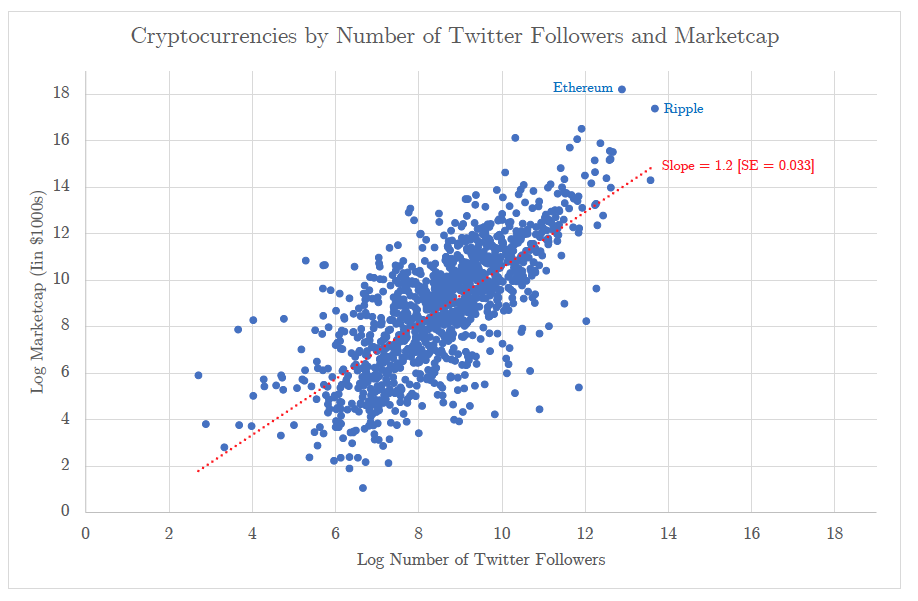 Cryptocurrencies by Number of Twitter Followers and Marketcap
Log Marketcap (Iin $1000s)
18
16
14
12
10
8
6
4
2
0
Ethereum
Ripple
Slope = 1.2 [SE = 0.033]
0 2 4 6 8 10 12 14 16 18
Log Number of Twitter Followers